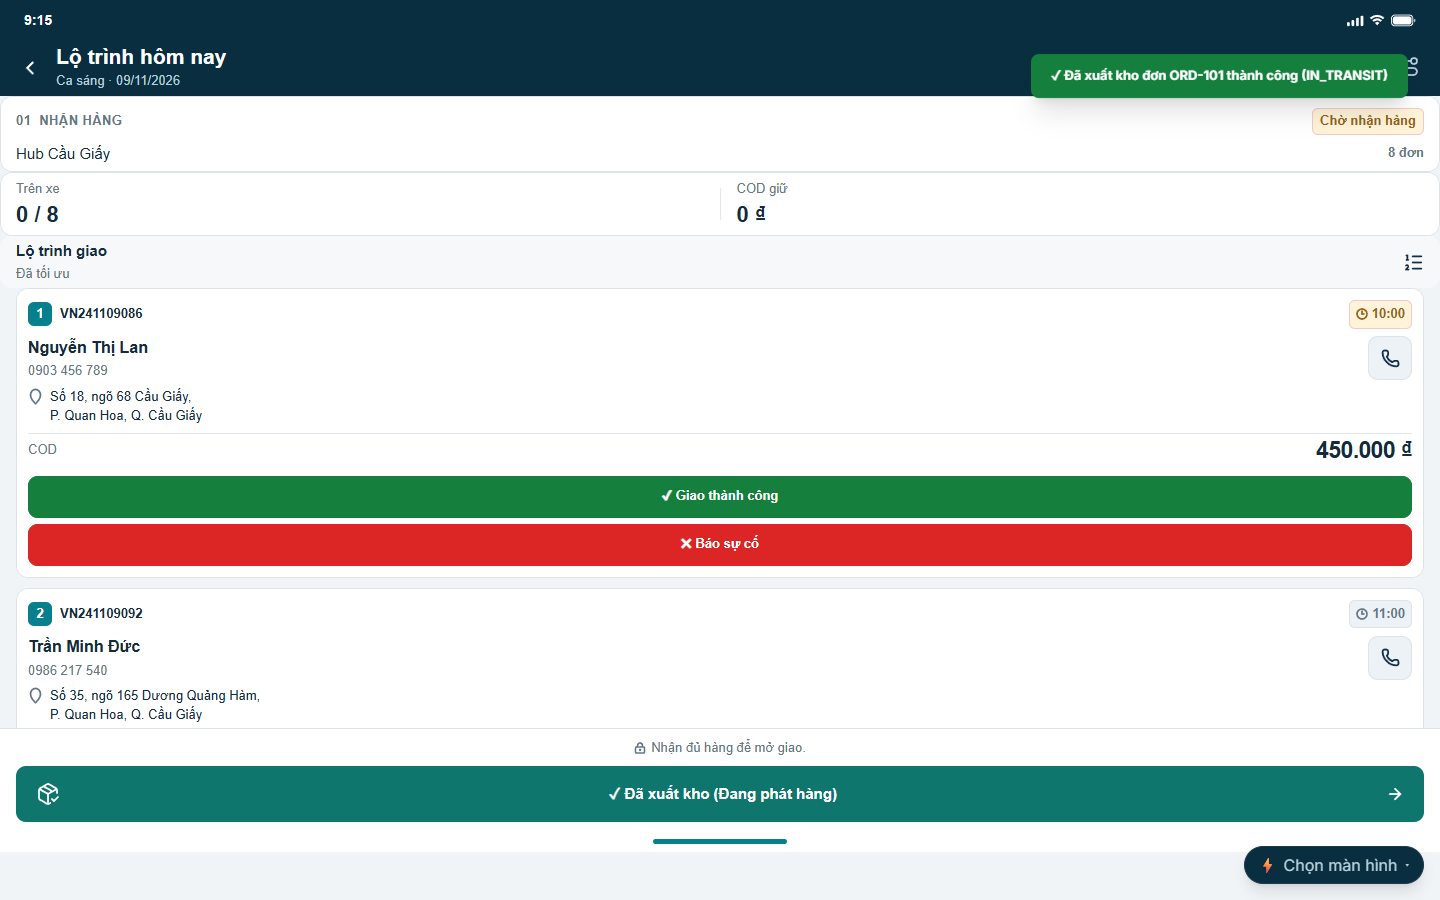 9:15
Lộ trình hôm nay
Ca sáng · 09/11/2026
✓ Đã xuất kho đơn ORD-101 thành công (IN_TRANSIT)
01 NHẬN HÀNG
Chờ nhận hàng
Hub Cầu Giấy
8 đơn
Trên xe
0 / 8
COD giữ
0 ₫
Lộ trình giao
Đã tối ưu
1 VN241109086
10:00
Nguyễn Thị Lan
0903 456 789
Số 18, ngõ 68 Cầu Giấy,
P. Quan Hoa, Q. Cầu Giấy
COD
450.000 ₫
✓ Giao thành công
✕ Báo sự cố
2 VN241109092
11:00
Trần Minh Đức
0986 217 540
Số 35, ngõ 165 Dương Quảng Hàm,
P. Quan Hoa, Q. Cầu Giấy
Nhận đủ hàng để mở giao.
✓ Đã xuất kho (Đang phát hàng)
Chọn màn hình